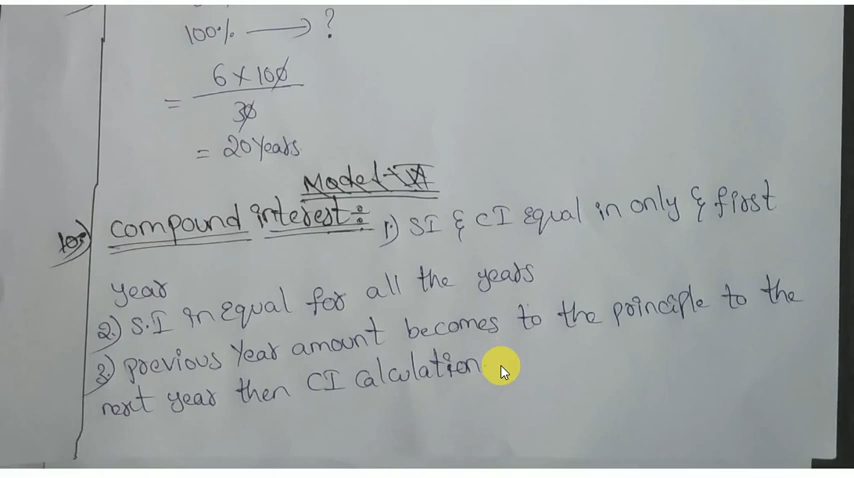 100% → ?
6 × 100
= 30
= 20 Years
Model-
10) compound interest:- 1) SI & CI Equal in only & first
year
2) S.I in Equal for all the years
3) previous Year amount becomes to the principle to the
next year then CI calculation